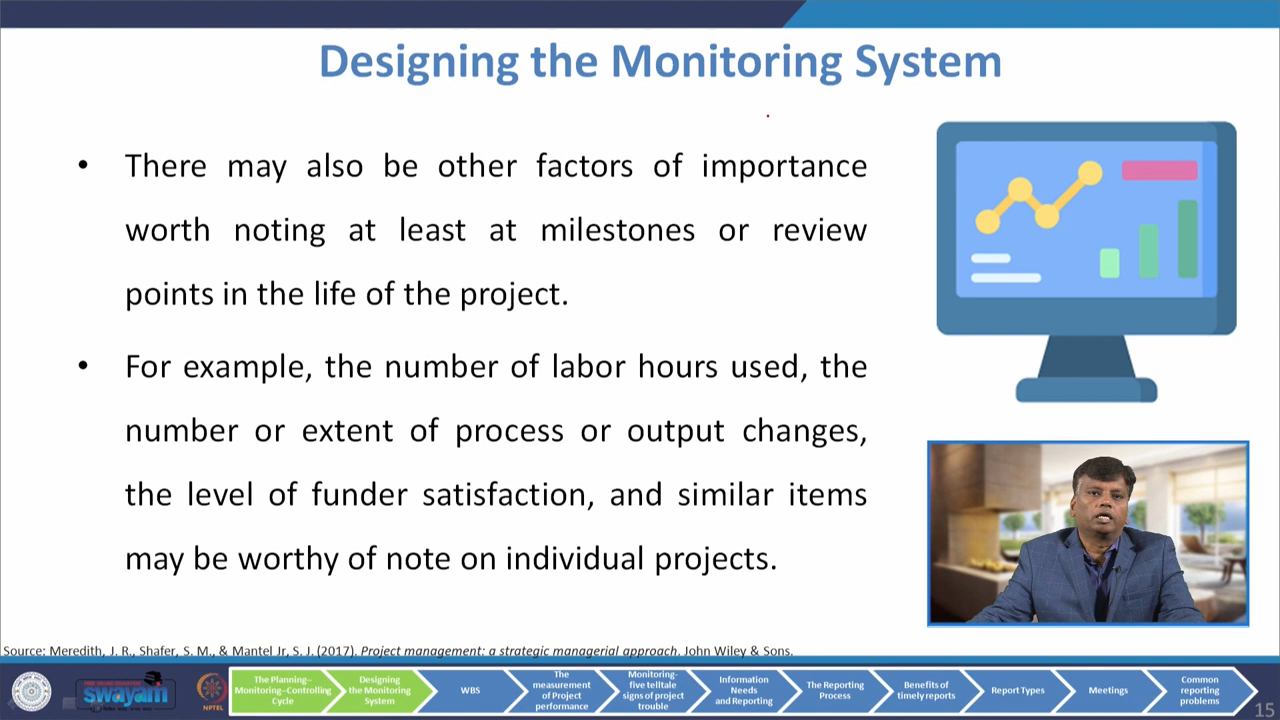 Designing the Monitoring System
• There may also be other factors of importance
worth noting at least at milestones or review
points in the life of the project.
• For example, the number of labor hours used, the
number or extent of process or output changes,
the level of funder satisfaction, and similar items
may be worthy of note on individual projects.
Source: Meredith, J. R., Shafer, S. M., & Mantel Jr, S. J. (2017). Project management: a strategic managerial approach. John Wiley & Sons.
swayam
NPTEL
The Planning–
Monitoring–Controlling
Cycle
Designing
the Monitoring
System
WBS
The
measurement
of Project
performance
Monitoring-
five telltale
signs of project
trouble
Information
Needs
and Reporting
The Reporting
Process
Benefits of
timely reports
Report Types
Meetings
Common
reporting
problems
15